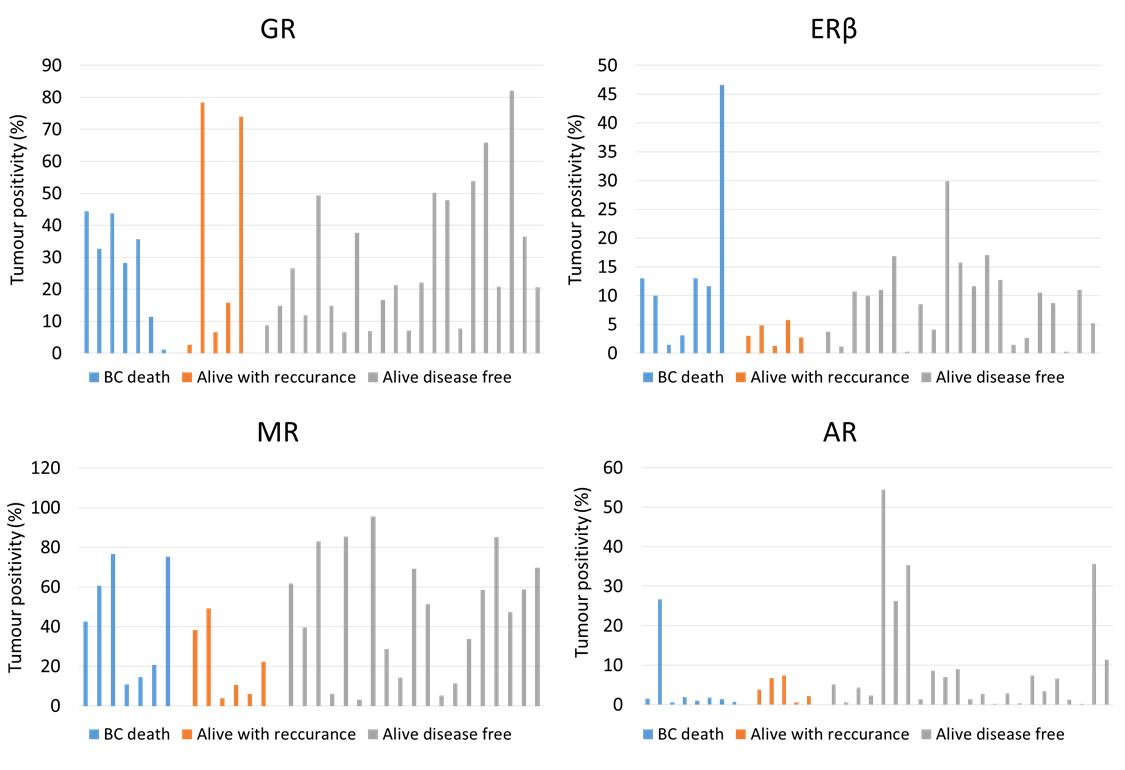 GR
Tumour positivity (%)
90
80
70
60
50
40
30
20
10
0
BC death Alive with reccurance Alive disease free
ERβ
Tumour positivity (%)
50
45
40
35
30
25
20
15
10
5
0
BC death Alive with reccurance Alive disease free
MR
Tumour positivity (%)
120
100
80
60
40
20
0
BC death Alive with reccurance Alive disease free
AR
Tumour positivity (%)
60
50
40
30
20
10
0
BC death Alive with reccurance Alive disease free